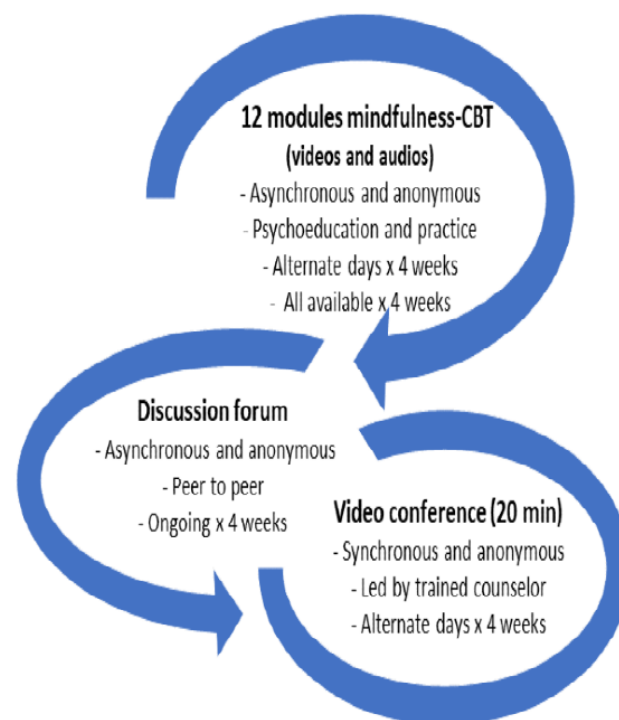 12 modules mindfulness-CBT
(videos and audios)
- Asynchronous and anonymous
- Psychoeducation and practice
- Alternate days x 4 weeks
- All available x 4 weeks
Discussion forum
- Asynchronous and anonymous
- Peer to peer
- Ongoing x 4 weeks
Video conference (20 min)
- Synchronous and anonymous
- Led by trained counselor
- Alternate days x 4 weeks